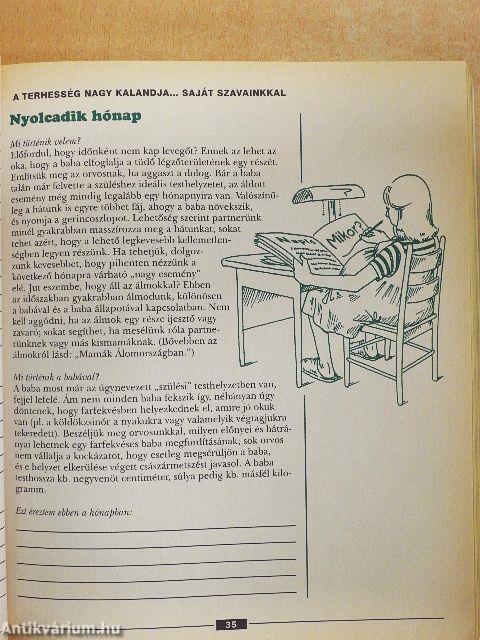 A TERHESSÉG NAGY KALANDJA... SAJÁT SZAVAINKKAL
Nyolcadik hónap
Mi történik velem?
Előfordul, hogy időnként nem kap levegőt? Ennek az lehet az
oka, hogy a baba elfoglalja a tüdő légzőterületének egy részét.
Említsük meg az orvosnak, ha aggaszt a dolog. Bár a baba
talán már felvette a szüléshez ideális testhelyzetet, az áldott
esemény még mindig legalább egy hónapnyira van. Valószínű-
leg a hátunk is egyre többet fáj, ahogy a baba növekszik,
és nyomja a gerincoszlopot. Lehetőség szerint partnerünk
minél gyakrabban masszírozza meg a hátunkat; sokat
tehet azért, hogy a lehető legkevesebb kellemetlen-
ségben legyen részünk. Ha tehetjük, dolgoz-
zunk kevesebbet, hogy pihenten nézzünk a
következő hónapra várható „nagy esemény”
elé. Jut eszembe, hogy áll az álmokkal? Ebben
az időszakban gyakrabban álmodunk, különösen
a babával és a baba állapotával kapcsolatban. Nem
kell aggódni, ha az álmok egy része ijesztő vagy
zavaró; sokat segíthet, ha meséljünk róla partne-
rünknek vagy más kismamáknak. (Bővebben az
álmokról lásd: „Mamák Álomországban.”)
Mikor?
Mi történik a babával?
A baba most már az úgynevezett „szülési” testhelyzetben van,
fejjel lefelé. Ám nem minden baba fekszik így, néhányan úgy
döntenek, hogy farfekvésben helyezkednek el, amire jó okuk
van (pl. a köldökzsinór a nyakukra vagy valamelyik végtagjukra
tekeredett). Beszéljük meg orvosunkkal, milyen előnyei és hátrá-
nyai lehetnek egy farfekvéses baba megfordításának; sok orvos
nem vállalja a kockázatot, hogy esetleg megsérüljön a baba,
és e helyzet elkerülése végett császármetszést javasol. A baba
testhossza kb. negyvenöt centiméter, súlya pedig kb. másfél kilo-
gramm.
Ezt éreztem ebben a hónapban:
35
Antikvárium.hu